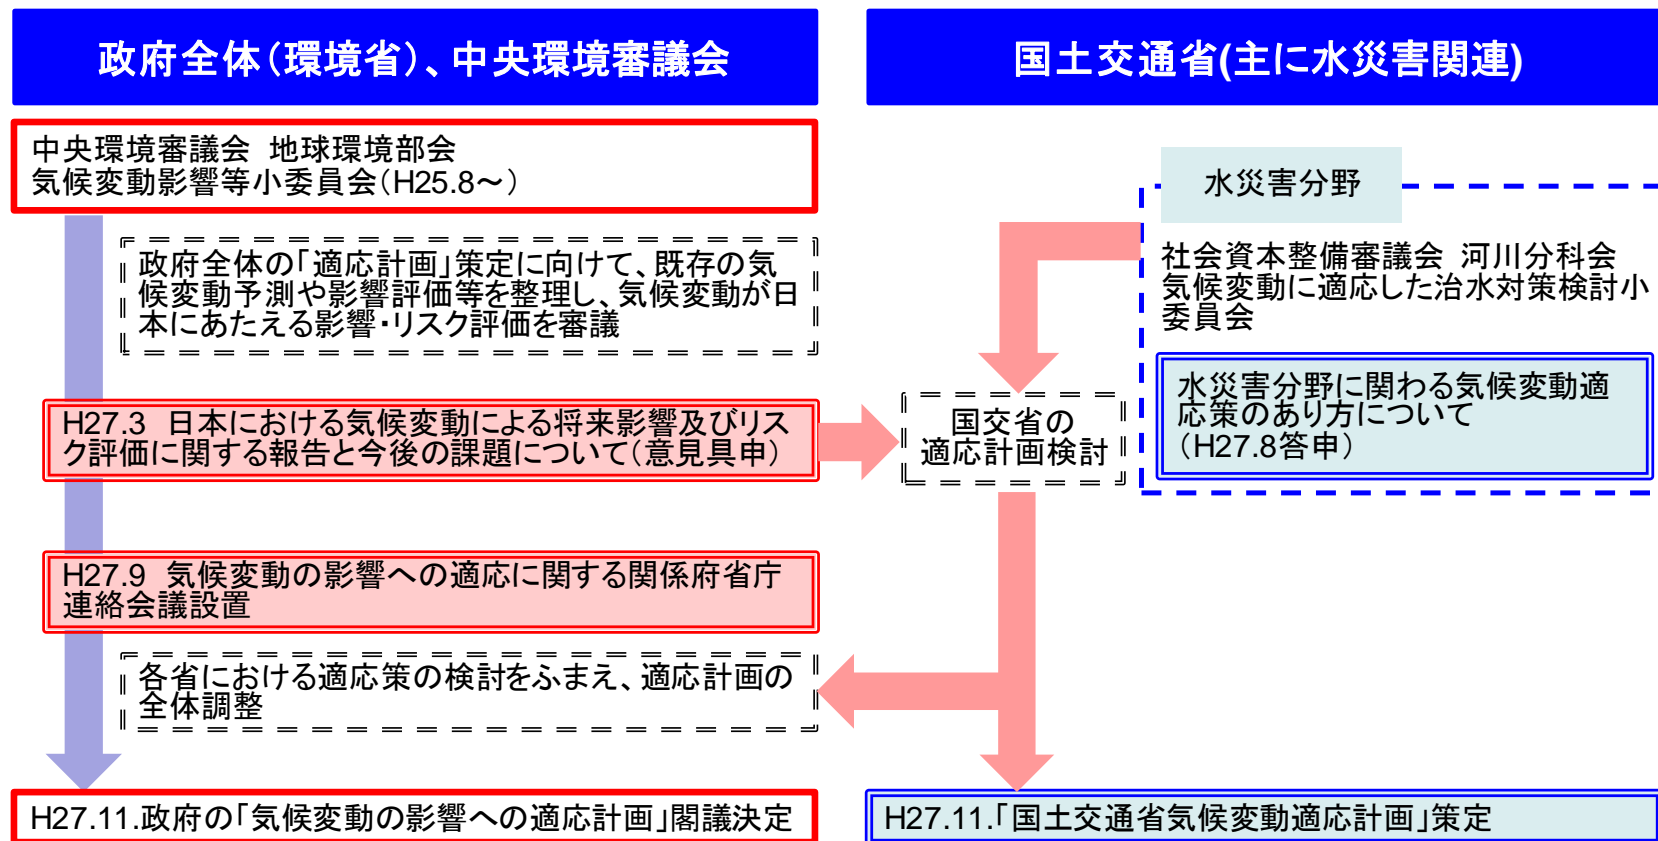 政府全体（環境省）、中央環境審議会
中央環境審議会 地球環境部会
気候変動影響等小委員会（H25.8～）
政府全体の「適応計画」策定に向けて、既存の気
候変動予測や影響評価等を整理し、気候変動が日
本にあたえる影響・リスク評価を審議
H27.3 日本における気候変動による将来影響及びリス
ク評価に関する報告と今後の課題について（意見具申）
H27.9 気候変動の影響への適応に関する関係府省庁
連絡会議設置
各省における適応策の検討をふまえ、適応計画の
全体調整
H27.11.政府の「気候変動の影響への適応計画」閣議決定
国土交通省(主に水災害関連)
水災害分野
社会資本整備審議会 河川分科会
気候変動に適応した治水対策検討小
委員会
水災害分野に関わる気候変動適
応策のあり方について
（H27.8答申）
国交省の
適応計画検討
H27.11.「国土交通省気候変動適応計画」策定